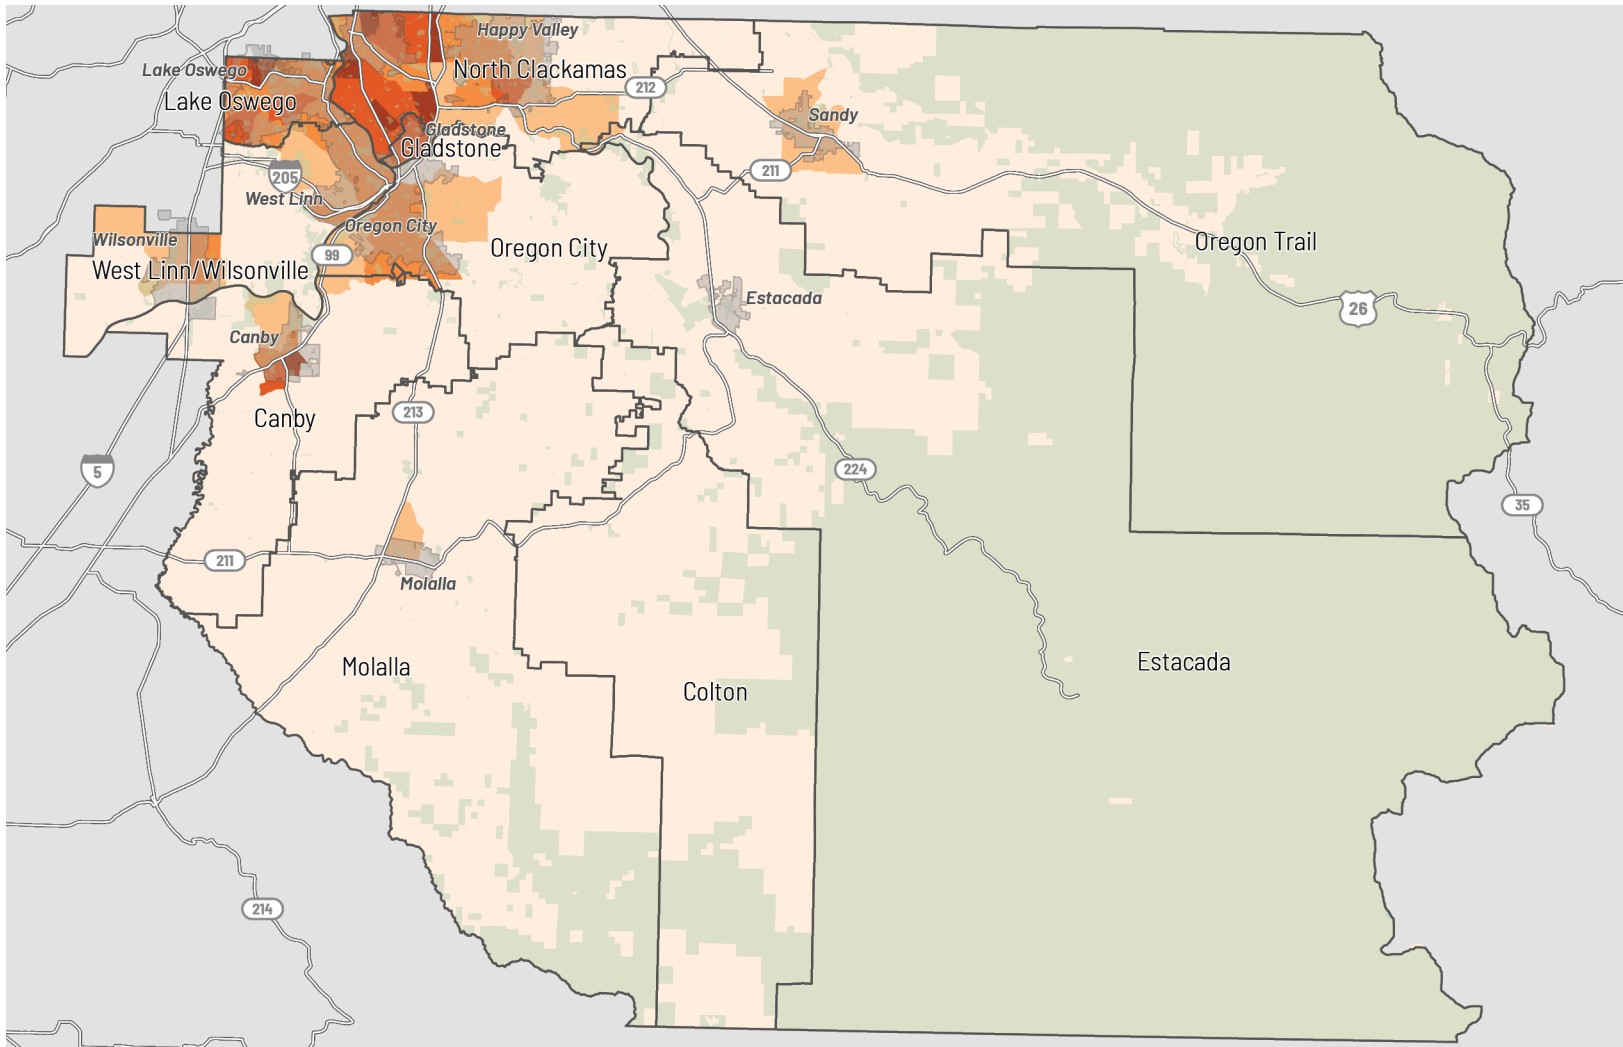 Happy Valley
Lake Oswego
North Clackamas
212
Lake Oswego
Sandy
Gladstone
Gladstone
211
205
West Linn
Oregon City
Wilsonville
99
Oregon City
Oregon Trail
West Linn/Wilsonville
Estacada
26
Canby
213
Canby
5
224
35
211
Molalla
Molalla
Estacada
Colton
214